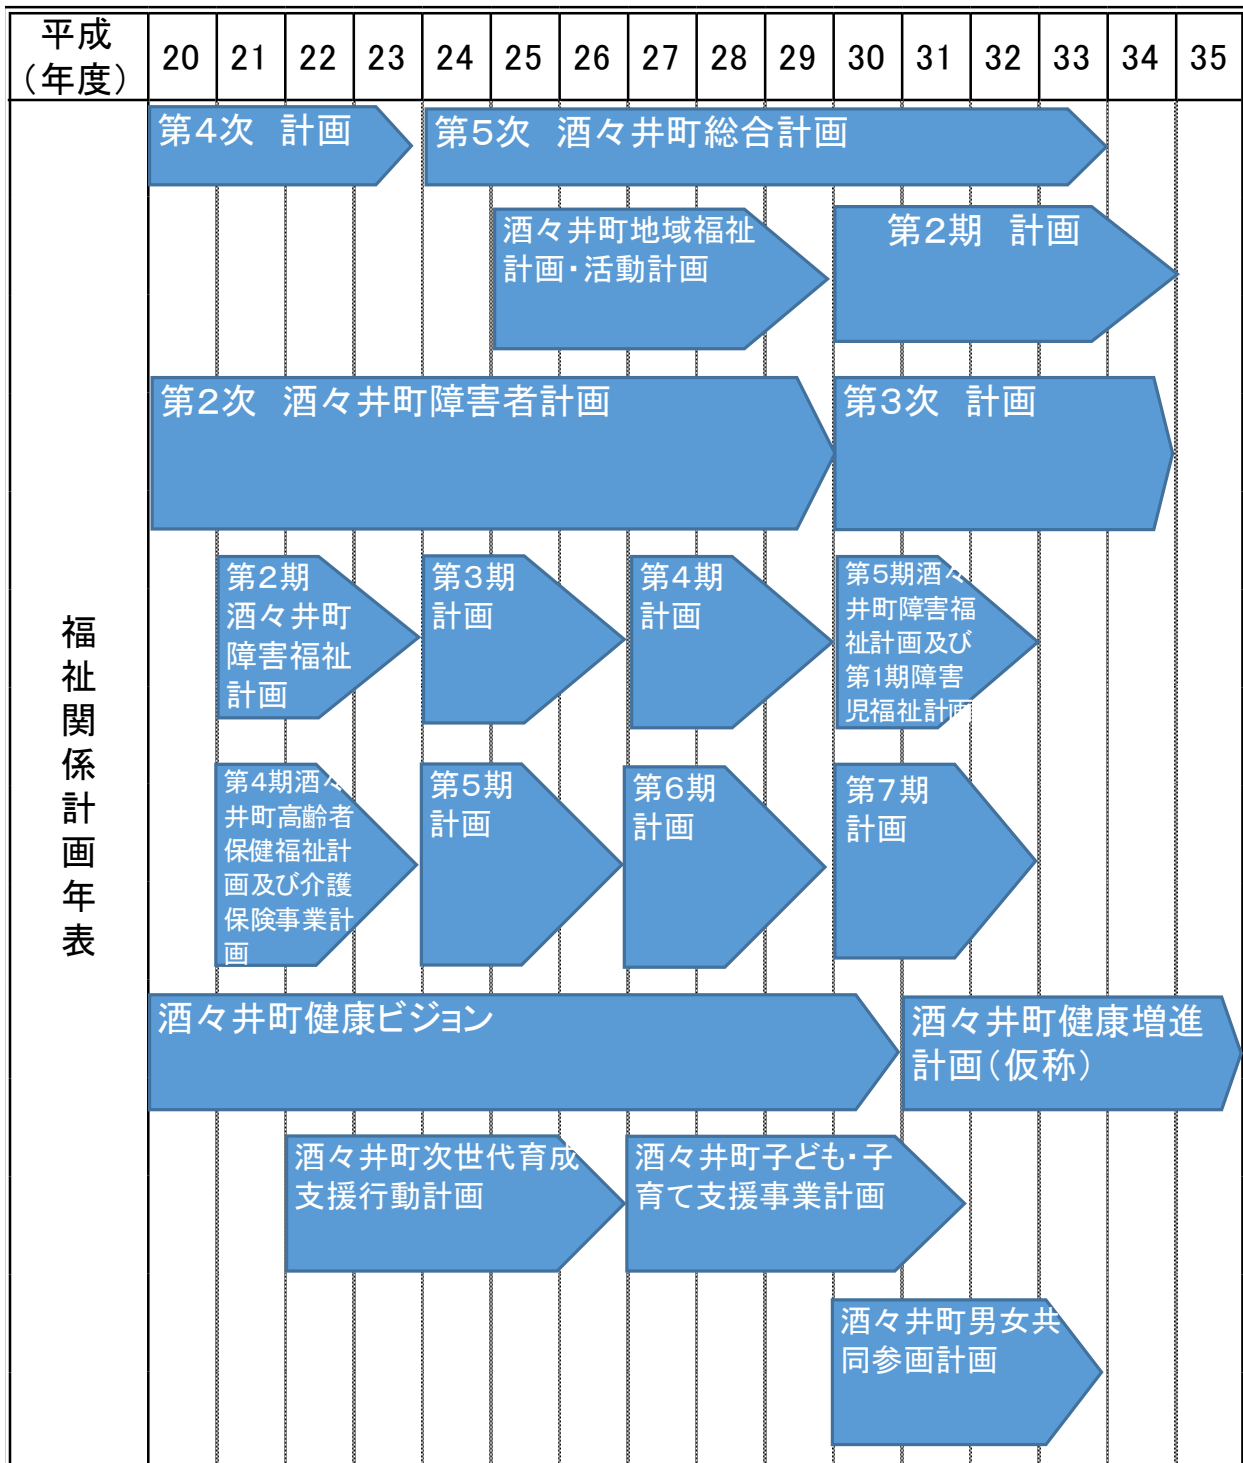 平成
（年度）
20 21 22 23 24 25 26 27 28 29 30 31 32 33 34 35
福祉関係計画年表
第４次　計画
第５次　酒々井町総合計画
酒々井町地域福祉
計画・活動計画
第２期　計画
第２次　酒々井町障害者計画
第３次　計画
第２期
酒々井町
障害福祉
計画
第３期
計画
第４期
計画
第５期酒々
井町障害福
祉計画及び
第1期障害
児福祉計画
第４期酒々
井町高齢者
保健福祉計
画及び介護
保険事業計
画
第５期
計画
第６期
計画
第７期
計画
酒々井町健康ビジョン
酒々井町健康増進
計画（仮称）
酒々井町次世代育成
支援行動計画
酒々井町子ども・子
育て支援事業計画
酒々井町男女共
同参画計画